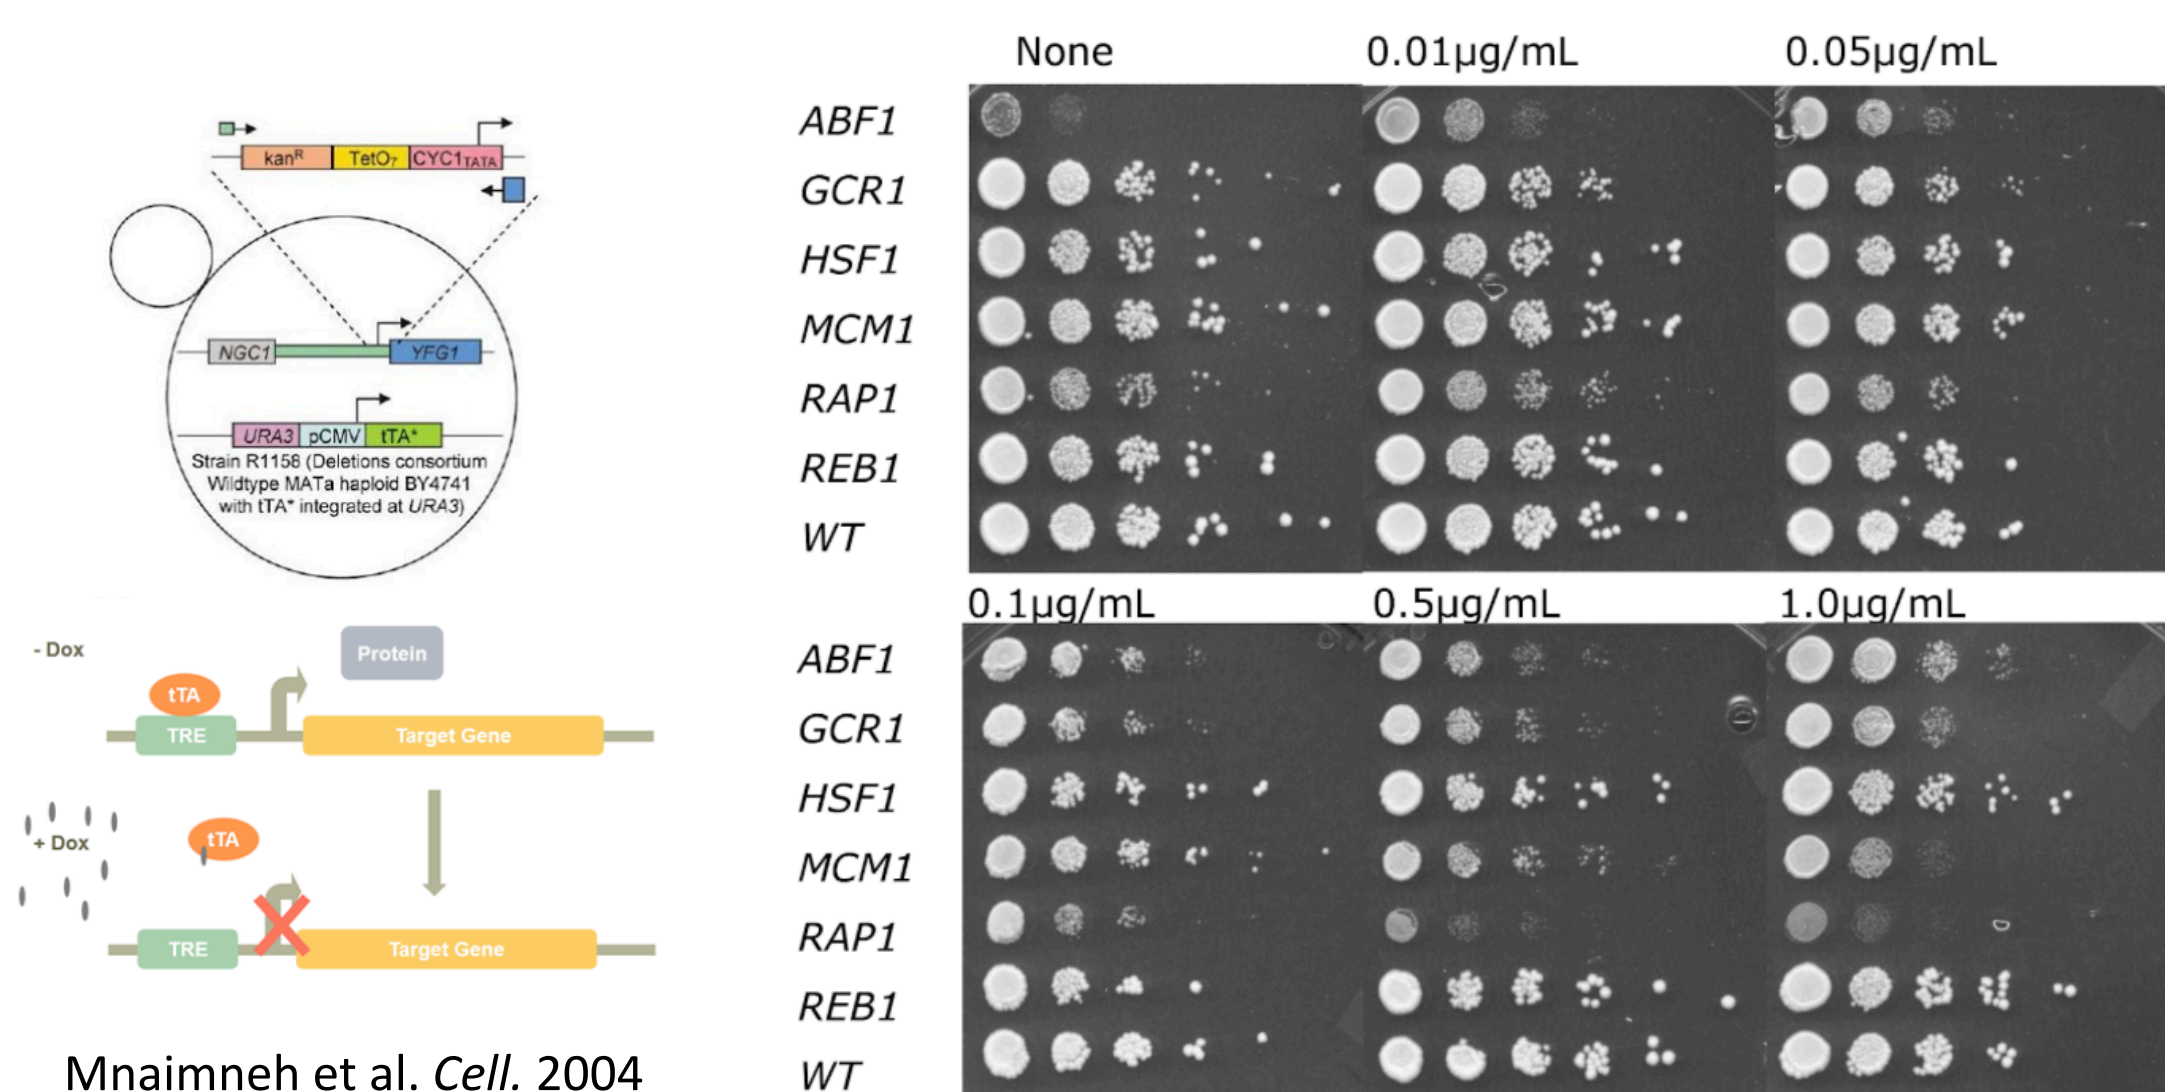 None
0.01µg/mL
0.05µg/mL
ABF1
GCR1
HSF1
MCM1
RAP1
REB1
WT
kanR
TetO7
CYC1TATA
NGC1
YFG1
URA3
pCMV
tTA*
Strain R1158 (Deletions consortium
Wildtype MATa haploid BY4741
with tTA* integrated at URA3)
0.1µg/mL
0.5µg/mL
1.0µg/mL
ABF1
GCR1
HSF1
MCM1
RAP1
REB1
WT
- Dox
Protein
tTA
TRE
Target Gene
+ Dox
tTA
TRE
Target Gene
Mnaimneh et al. Cell. 2004